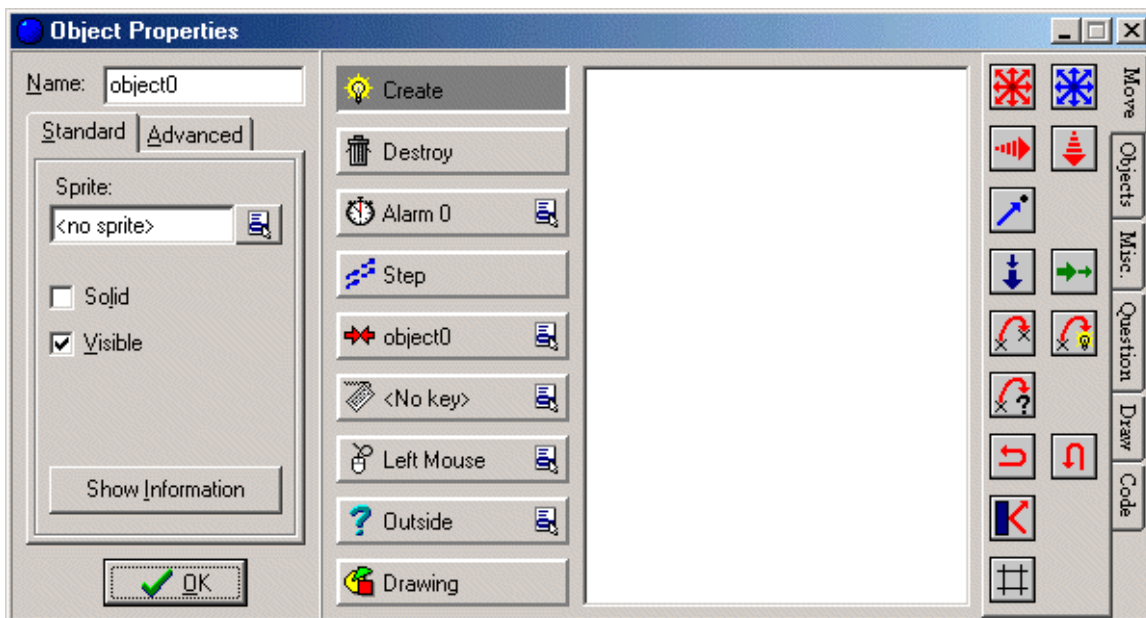 Object Properties
Name: object0
Standard Advanced
Sprite:
<no sprite>
Solid
Visible
Show Information
OK
Create
Destroy
Alarm 0
Step
object0
<No key>
Left Mouse
Outside
Drawing
Move
Objects
Misc.
Question
Draw
Code